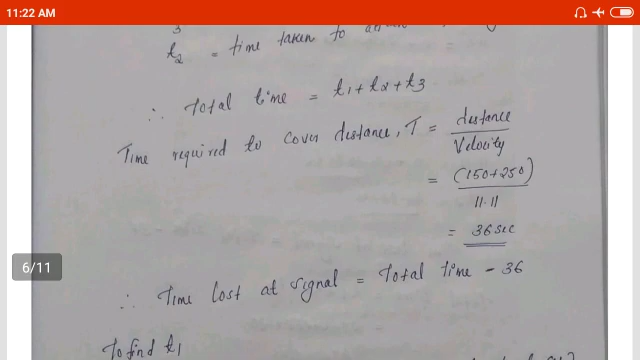 11:22 AM
3
t2 = time taken to
∴ Total time = t1 + t2 + t3
Time required to cover distance, T = distance / Velocity
= (150+250) / 11.11
= 36 sec
6/11
∴ Time lost at signal = Total time - 36
To find t1